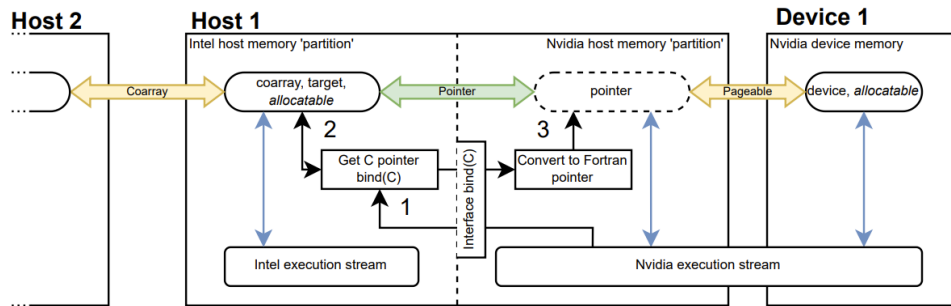 Host 2
Host 1
Device 1
Intel host memory 'partition'
Nvidia host memory 'partition'
Nvidia device memory
Coarray
coarray, target,
allocatable
Pointer
pointer
Pageable
device, allocatable
2
3
Get C pointer
bind(C)
Interface bind(C)
Convert to Fortran
pointer
1
Intel execution stream
Nvidia execution stream